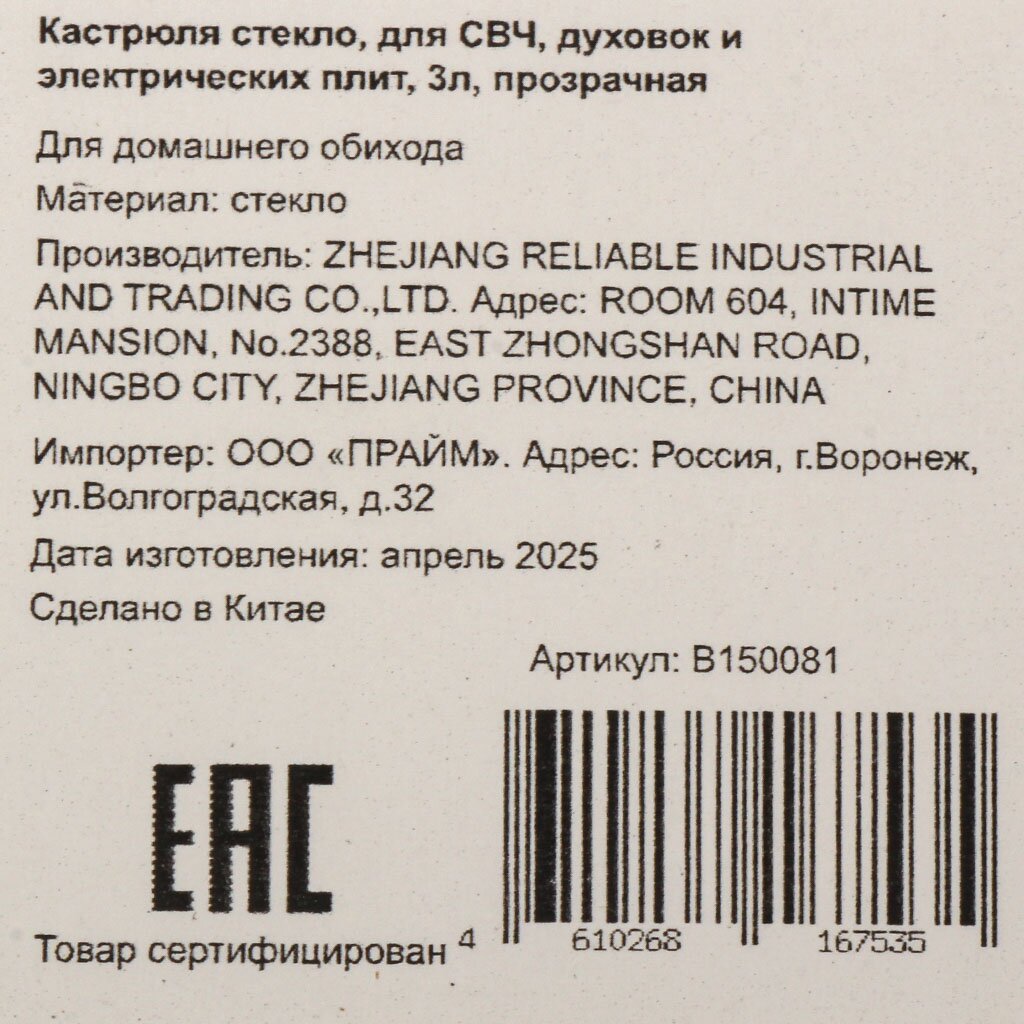 Кастрюля стекло, для СВЧ, духовок и
электрических плит, 3л, прозрачная
Для домашнего обихода
Материал: стекло
Производитель: ZHEJIANG RELIABLE INDUSTRIAL
AND TRADING CO.,LTD. Адрес: ROOM 604, INTIME
MANSION, No.2388, EAST ZHONGSHAN ROAD,
NINGBO CITY, ZHEJIANG PROVINCE, CHINA
Импортер: ООО «ПРАЙМ». Адрес: Россия, г.Воронеж,
ул.Волгоградская, д.32
Дата изготовления: апрель 2025
Сделано в Китае
Артикул: B150081
EAC
Товар сертифицирован
4 610268 167535